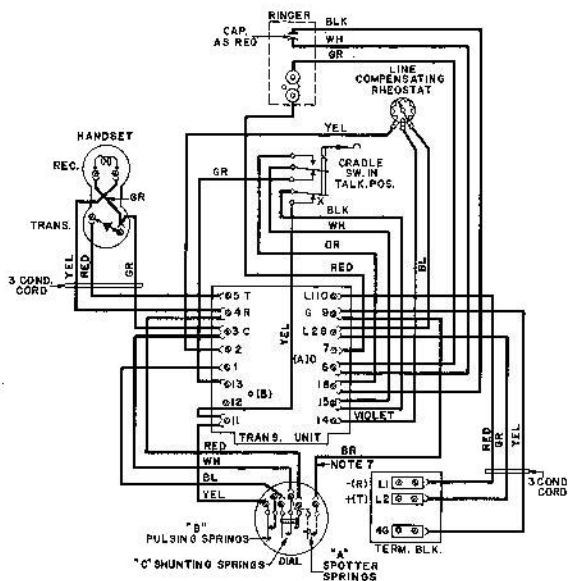 RINGER
CAP.
AS REQ
BLK
WH
GR
LINE
COMPENSATING
RHEOSTAT
YEL
HANDSET
REC.
GR
TRANS.
GR
CRADLE
SW. IN
TALK. POS.
X
BLK
WH
GR
RED
BL
YEL
RED
GR
3 COND.
CORD
YEL
5 T
4 R
3 C
2
1
13
12
11
(B)
(A)
L1 10
G 9
L2 8
7
6
16
15
14
VIOLET
TRANS. UNIT
RED
WH
BL
YEL
BR
NOTE 7
RED
GR
YEL
3 COND.
CORD
-(R) L1
+(T) L2
4G
TERM. BLK.
"B"
PULSING SPRINGS
"C" SHUNTING SPRINGS
DIAL
"A"
SPOTTER
SPRINGS